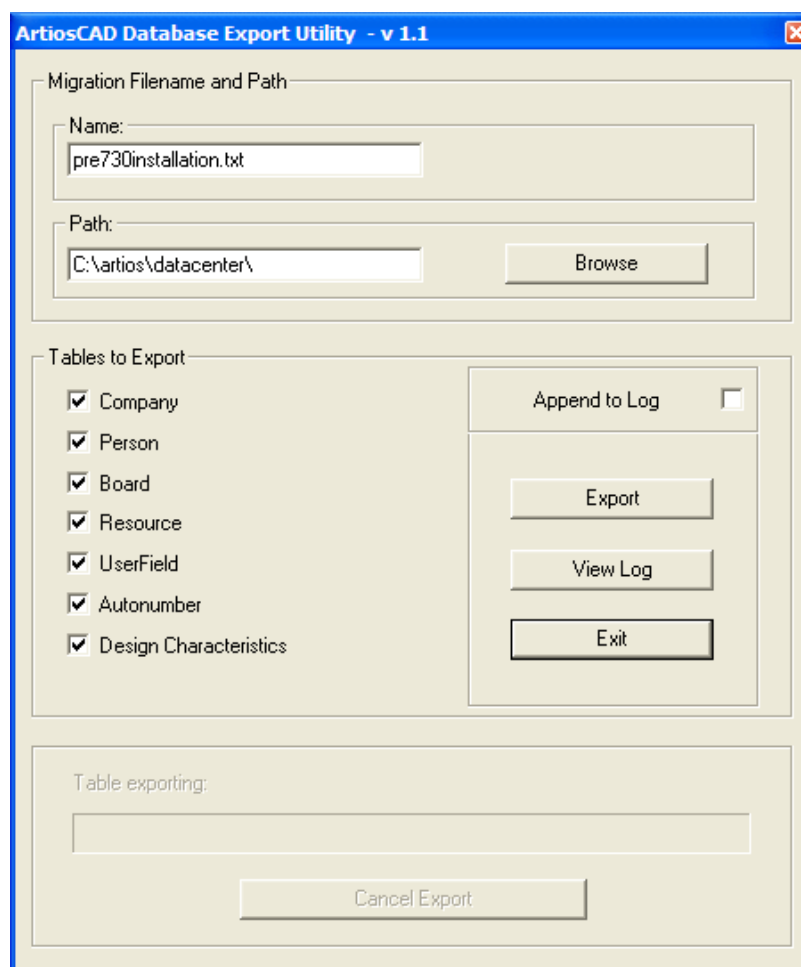 ArtiosCAD Database Export Utility - v 1.1
Migration Filename and Path
Name:
pre730installation.txt
Path:
C:\artios\datacenter\
Browse
Tables to Export
Company
Append to Log
Person
Board
Export
Resource
UserField
View Log
Autonumber
Exit
Design Characteristics
Table exporting:
Cancel Export